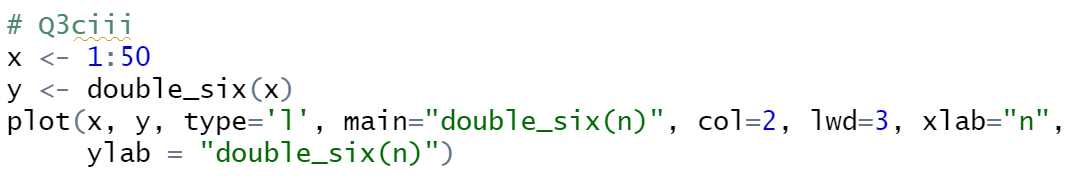 # Q3ciii
x <- 1:50
y <- double_six(x)
plot(x, y, type='l', main="double_six(n)", col=2, lwd=3, xlab="n",
     ylab = "double_six(n)")